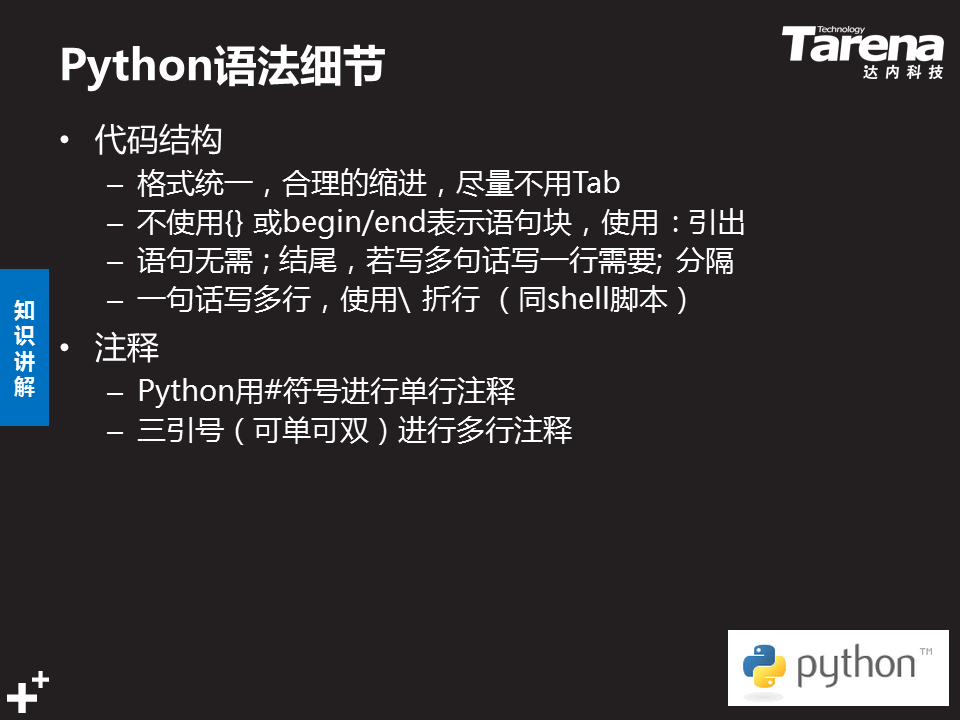 Python语法细节
Technology
Tarena
达内科技
• 代码结构
– 格式统一，合理的缩进，尽量不用Tab
– 不使用{} 或begin/end表示语句块，使用：引出
– 语句无需；结尾，若写多句话写一行需要; 分隔
– 一句话写多行，使用\ 折行（同shell脚本）
知识讲解
• 注释
– Python用#符号进行单行注释
– 三引号（可单可双）进行多行注释
python™